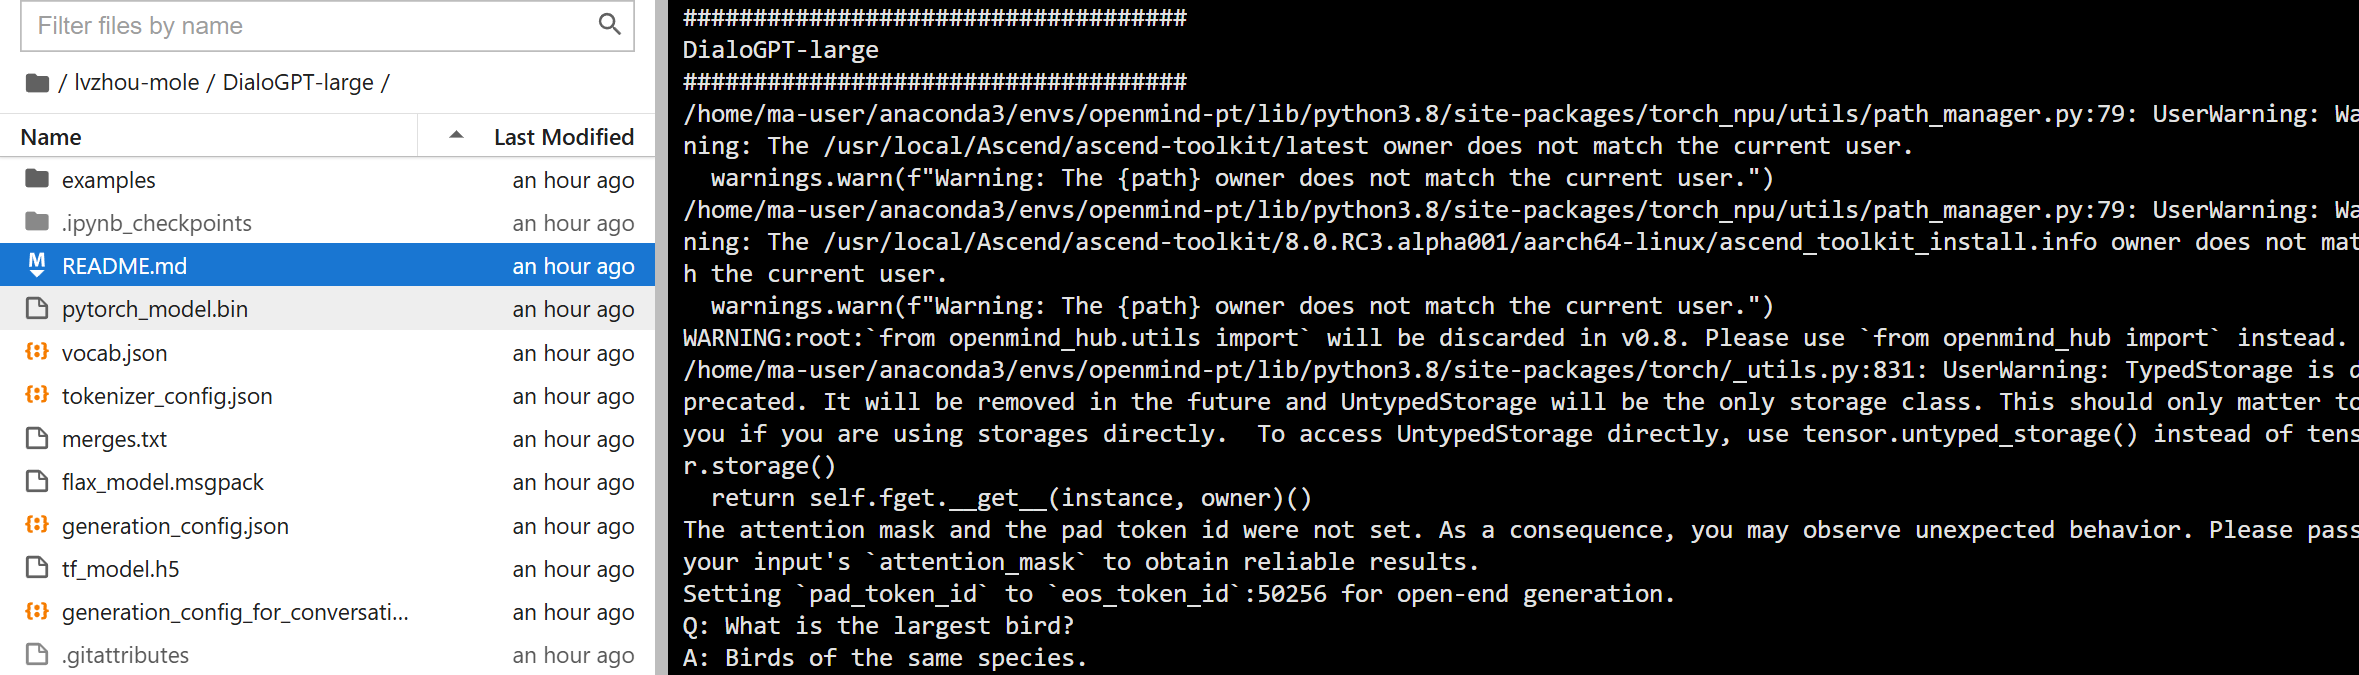 Filter files by name
/ lvzhou-mole / DialoGPT-large /
Name Last Modified
examples an hour ago
.ipynb_checkpoints an hour ago
README.md an hour ago
pytorch_model.bin an hour ago
vocab.json an hour ago
tokenizer_config.json an hour ago
merges.txt an hour ago
flax_model.msgpack an hour ago
generation_config.json an hour ago
tf_model.h5 an hour ago
generation_config_for_conversati... an hour ago
.gitattributes an hour ago
####################################
DialoGPT-large
####################################
/home/ma-user/anaconda3/envs/openmind-pt/lib/python3.8/site-packages/torch_npu/utils/path_manager.py:79: UserWarning: Wa
ning: The /usr/local/Ascend/ascend-toolkit/latest owner does not match the current user.
warnings.warn(f"Warning: The {path} owner does not match the current user.")
/home/ma-user/anaconda3/envs/openmind-pt/lib/python3.8/site-packages/torch_npu/utils/path_manager.py:79: UserWarning: Wa
ning: The /usr/local/Ascend/ascend-toolkit/8.0.RC3.alpha001/aarch64-linux/ascend_toolkit_install.info owner does not mat
h the current user.
warnings.warn(f"Warning: The {path} owner does not match the current user.")
WARNING:root:`from openmind_hub.utils import` will be discarded in v0.8. Please use `from openmind_hub import` instead.
/home/ma-user/anaconda3/envs/openmind-pt/lib/python3.8/site-packages/torch/_utils.py:831: UserWarning: TypedStorage is d
precated. It will be removed in the future and UntypedStorage will be the only storage class. This should only matter to
you if you are using storages directly.  To access UntypedStorage directly, use tensor.untyped_storage() instead of tens
r.storage()
return self.fget.__get__(instance, owner)()
The attention mask and the pad token id were not set. As a consequence, you may observe unexpected behavior. Please pass
your input's `attention_mask` to obtain reliable results.
Setting `pad_token_id` to `eos_token_id`:50256 for open-end generation.
Q: What is the largest bird?
A: Birds of the same species.